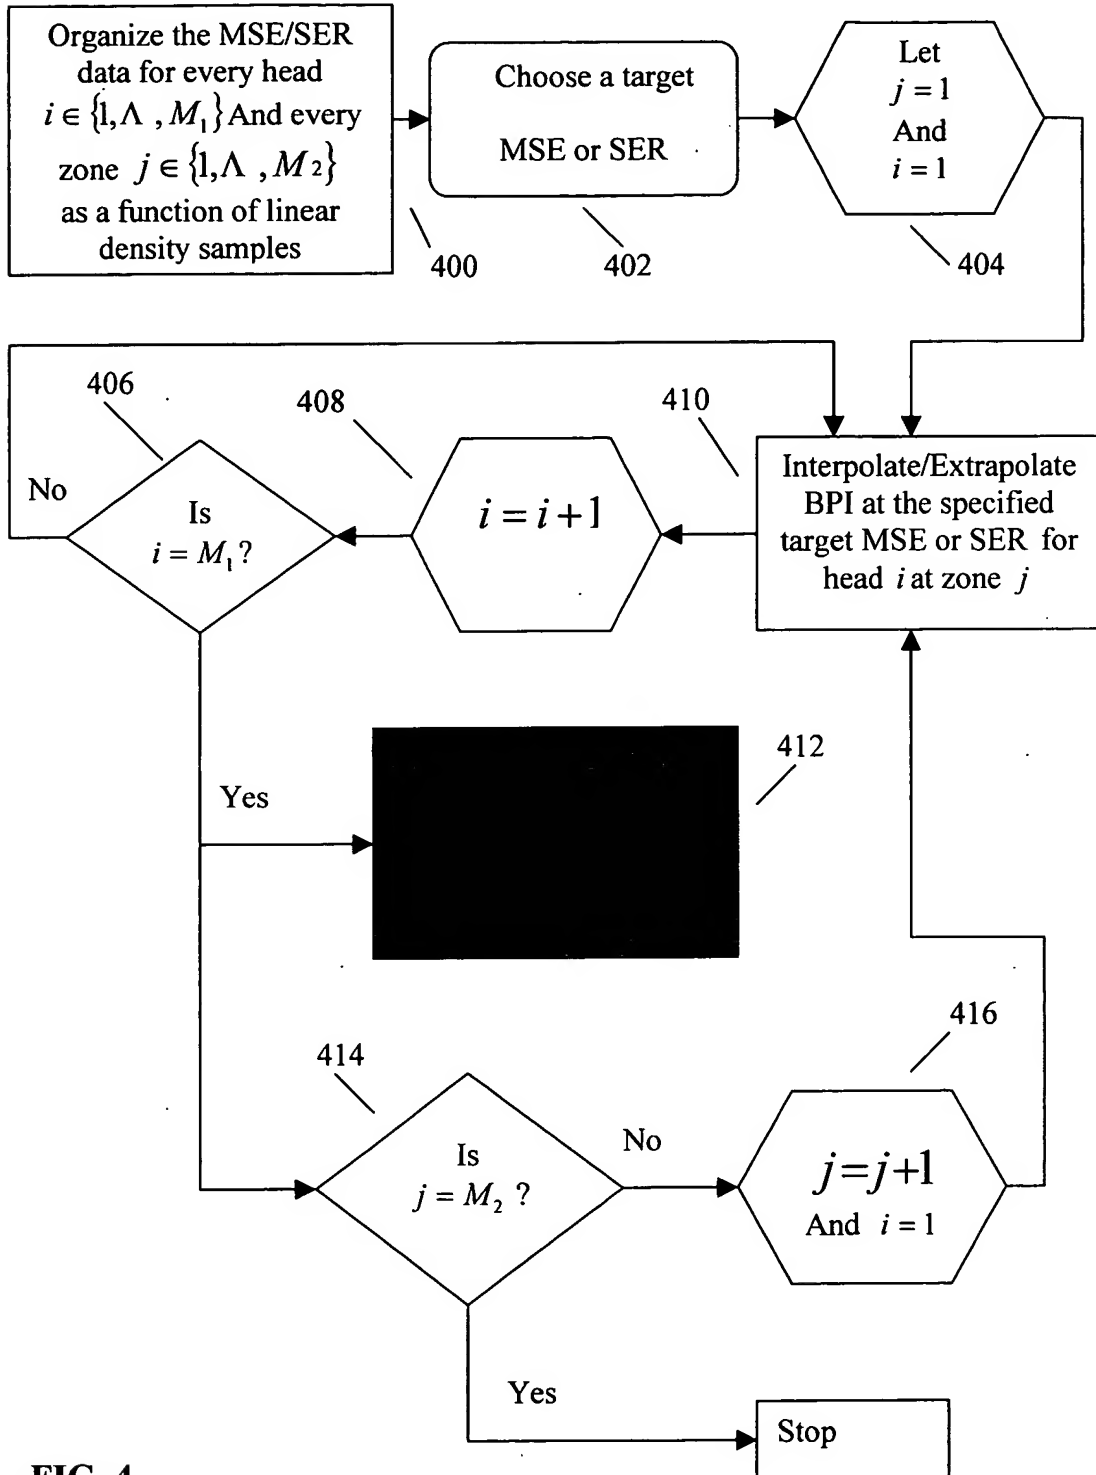 Organize the MSE/SER
data for every head
i ∈ {1,Λ ,M₁} And every
zone j ∈ {1,Λ ,M₂}
as a function of linear
density samples
400
Choose a target
MSE or SER
402
Let
j = 1
And
i = 1
404
406
No
Is
i = M₁?
408
i = i+1
410
Interpolate/Extrapolate
BPI at the specified
target MSE or SER for
head i at zone j
Yes
412
414
Is
j = M₂ ?
No
416
j=j+1
And i = 1
Yes
Stop
FIG. 4